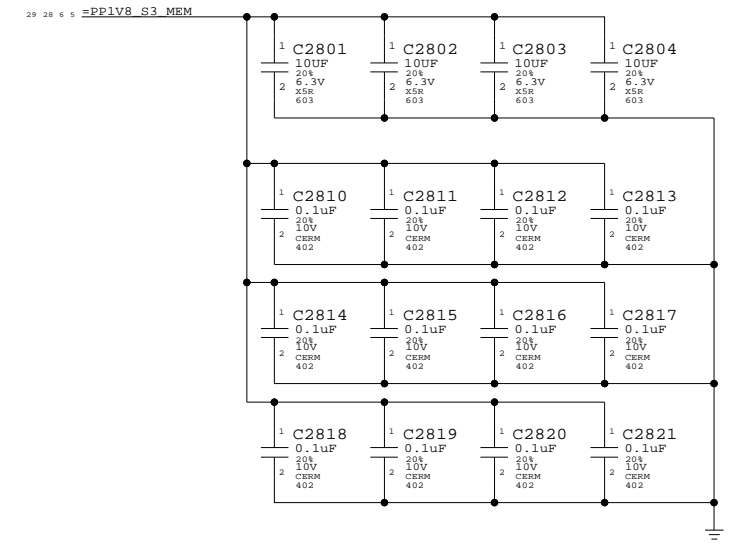 29 28 6 5 =PP1V8_S3_MEM
1 C2801
10UF
20%
6.3V
2 X5R
603
1 C2802
10UF
20%
6.3V
2 X5R
603
1 C2803
10UF
20%
6.3V
2 X5R
603
1 C2804
10UF
20%
6.3V
2 X5R
603
1 C2810
0.1uF
20%
10V
2 CERM
402
1 C2811
0.1uF
20%
10V
2 CERM
402
1 C2812
0.1uF
20%
10V
2 CERM
402
1 C2813
0.1uF
20%
10V
2 CERM
402
1 C2814
0.1uF
20%
10V
2 CERM
402
1 C2815
0.1uF
20%
10V
2 CERM
402
1 C2816
0.1uF
20%
10V
2 CERM
402
1 C2817
0.1uF
20%
10V
2 CERM
402
1 C2818
0.1uF
20%
10V
2 CERM
402
1 C2819
0.1uF
20%
10V
2 CERM
402
1 C2820
0.1uF
20%
10V
2 CERM
402
1 C2821
0.1uF
20%
10V
2 CERM
402